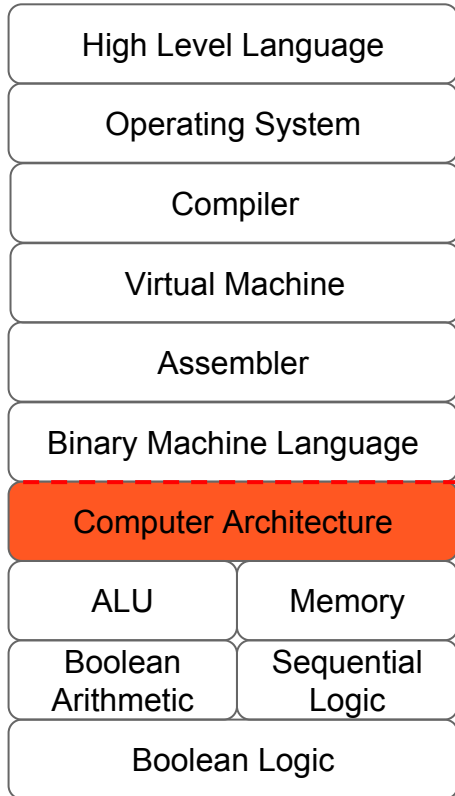 High Level Language
Operating System
Compiler
Virtual Machine
Assembler
Binary Machine Language
Computer Architecture
ALU
Memory
Boolean
Arithmetic
Sequential
Logic
Boolean Logic